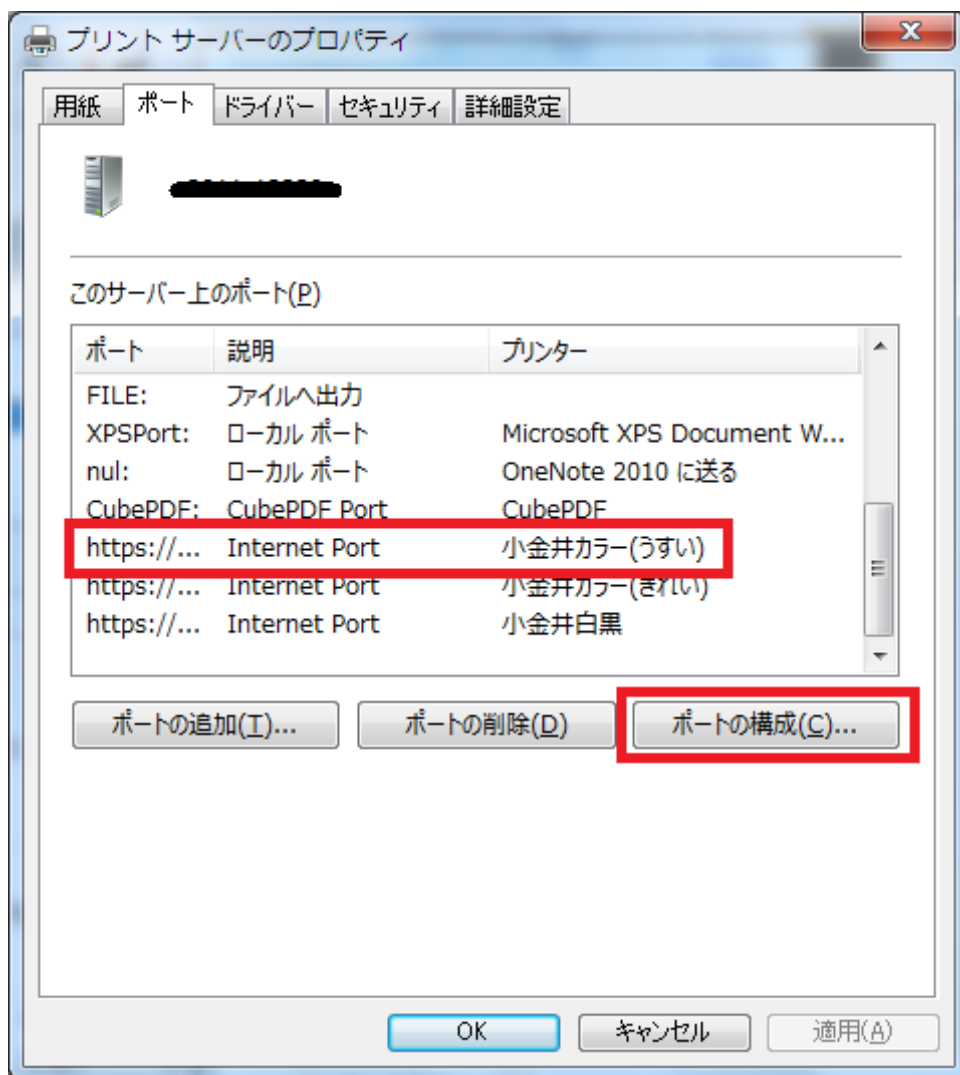 プリント サーバーのプロパティ
用紙 ポート ドライバー セキュリティ 詳細設定
このサーバー上のポート(P)
ポート 説明 プリンター
FILE: ファイルへ出力
XPSPort: ローカル ポート Microsoft XPS Document W...
nul: ローカル ポート OneNote 2010 に送る
CubePDF: CubePDF Port CubePDF
https://... Internet Port 小金井カラー(うすい)
https://... Internet Port 小金井カラー(きれい)
https://... Internet Port 小金井白黒
ポートの追加(T)... ポートの削除(D) ポートの構成(C)...
OK キャンセル 適用(A)